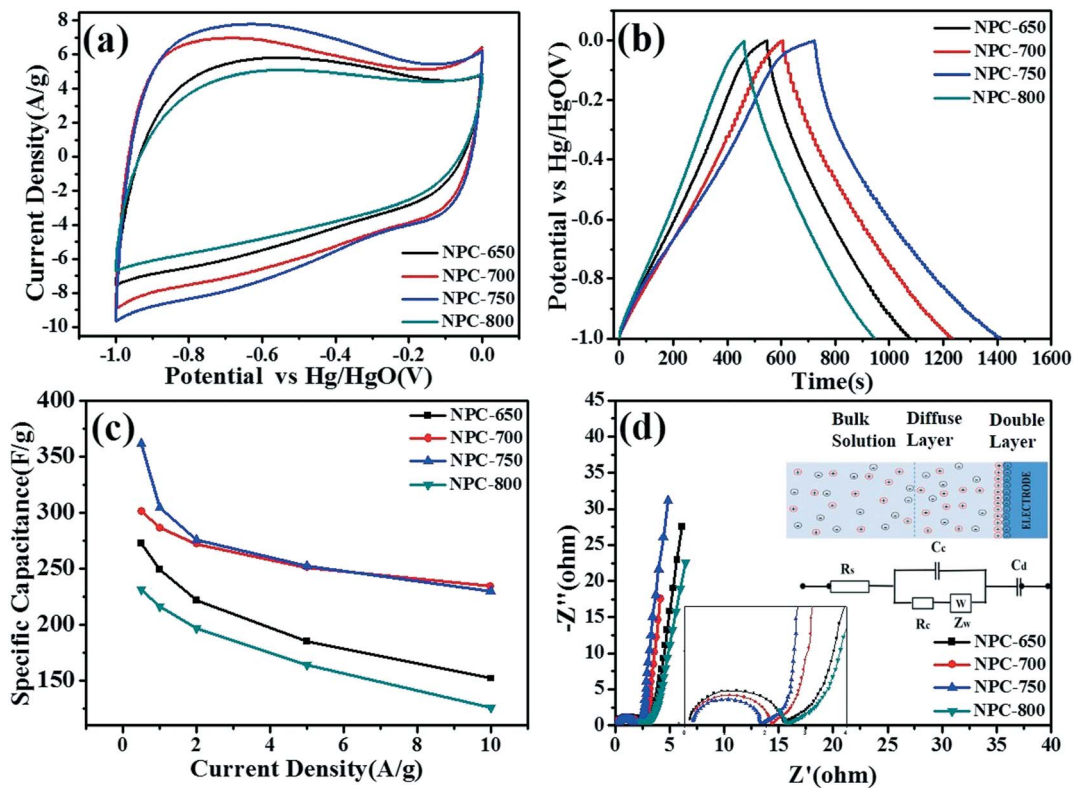 (a)
Current Density(A/g)
8
6
4
2
0
-2
-4
-6
-8
-10
-1.0
-0.8
-0.6
-0.4
-0.2
0.0
Potential vs Hg/HgO(V)
NPC-650
NPC-700
NPC-750
NPC-800
(b)
Potential vs Hg/HgO(V)
0.0
-0.2
-0.4
-0.6
-0.8
-1.0
0
200
400
600
800
1000
1200
1400
1600
Time(s)
NPC-650
NPC-700
NPC-750
NPC-800
(c)
Specific Capacitance(F/g)
400
350
300
250
200
150
0
2
4
6
8
10
Current Density(A/g)
NPC-650
NPC-700
NPC-750
NPC-800
(d)
-Z''(ohm)
45
40
35
30
25
20
15
10
5
0
0
5
10
15
20
25
30
35
40
Z'(ohm)
Bulk
Solution
Diffuse
Layer
Double
Layer
ELECTRODE
Rs
Cc
Rc
W
Zw
Cd
NPC-650
NPC-700
NPC-750
NPC-800
0
2
3
4